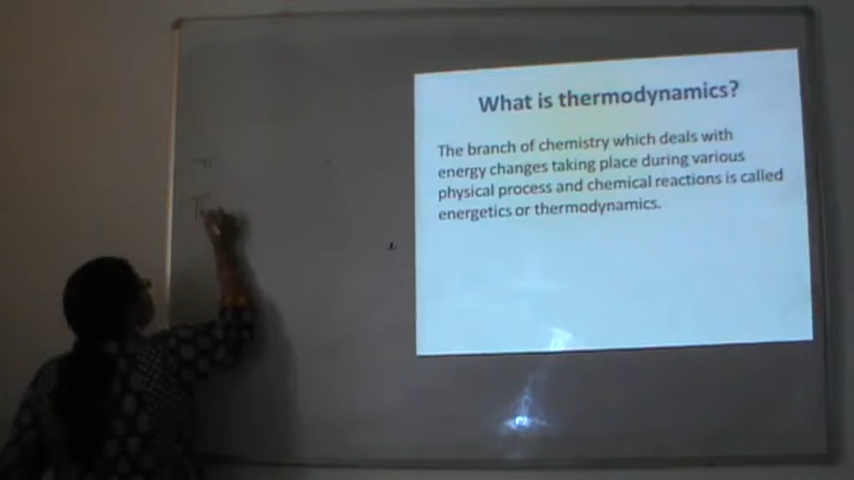 What is thermodynamics?
The branch of chemistry which deals with
energy changes taking place during various
physical process and chemical reactions is called
energetics or thermodynamics.